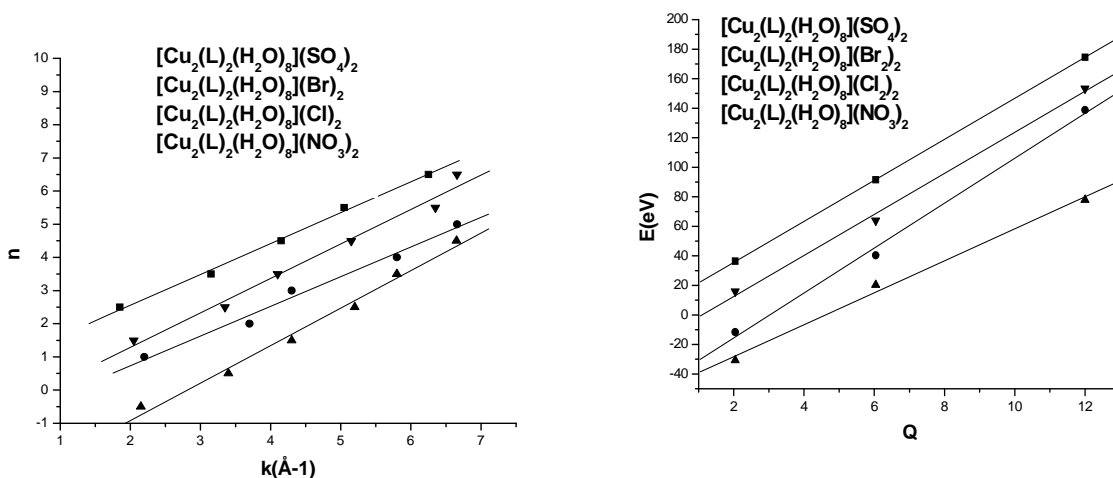 [Cu₂(L)₂(H₂O)₈](SO₄)₂
[Cu₂(L)₂(H₂O)₈](Br)₂
[Cu₂(L)₂(H₂O)₈](Cl)₂
[Cu₂(L)₂(H₂O)₈](NO₃)₂
10
9
8
7
6
5
4
3
2
1
0
-1
n
1 2 3 4 5 6 7
k(Å-1)
[Cu₂(L)₂(H₂O)₈](SO₄)₂
[Cu₂(L)₂(H₂O)₈](Br₂)₂
[Cu₂(L)₂(H₂O)₈](Cl₂)₂
[Cu₂(L)₂(H₂O)₈](NO₃)₂
200
180
160
140
120
100
80
60
40
20
0
-20
-40
E(eV)
2 4 6 8 10 12
Q